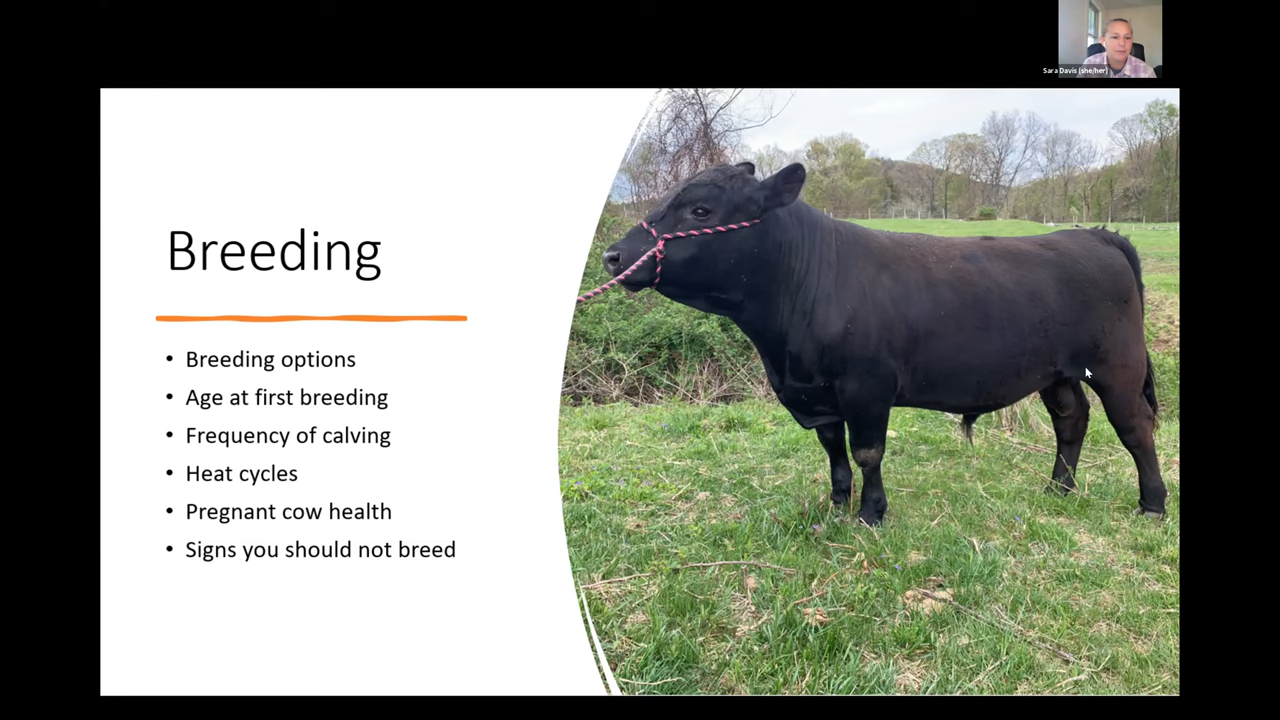 Sara Davis (she/her)
Breeding
• Breeding options
• Age at first breeding
• Frequency of calving
• Heat cycles
• Pregnant cow health
• Signs you should not breed